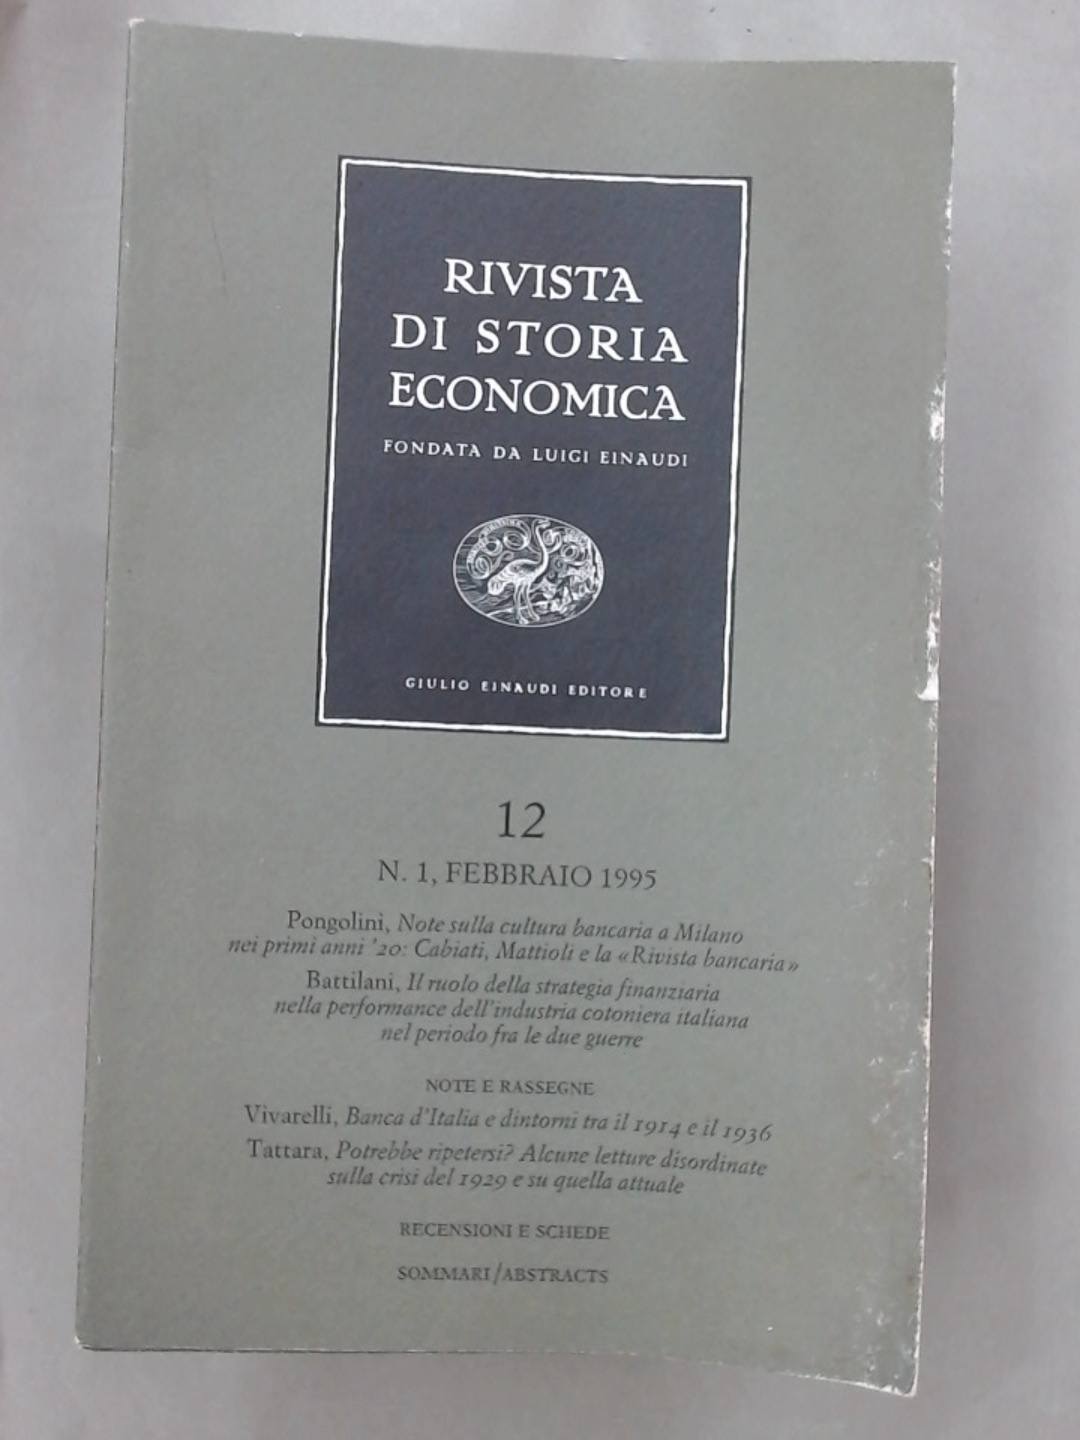 RIVISTA
DI STORIA
ECONOMICA
FONDATA DA LUIGI EINAUDI
GIULIO EINAUDI EDITORE
12
N. 1, FEBBRAIO 1995
Pongolini, Note sulla cultura bancaria a Milano
nei primi anni '20: Cabiati, Mattioli e la «Rivista bancaria»
Battilani, Il ruolo della strategia finanziaria
nella performance dell'industria cotoniera italiana
nel periodo fra le due guerre
NOTE E RASSEGNE
Vivarelli, Banca d'Italia e dintorni tra il 1914 e il 1936
Tattara, Potrebbe ripetersi? Alcune letture disordinate
sulla crisi del 1929 e su quella attuale
RECENSIONI E SCHEDE
SOMMARI/ABSTRACTS